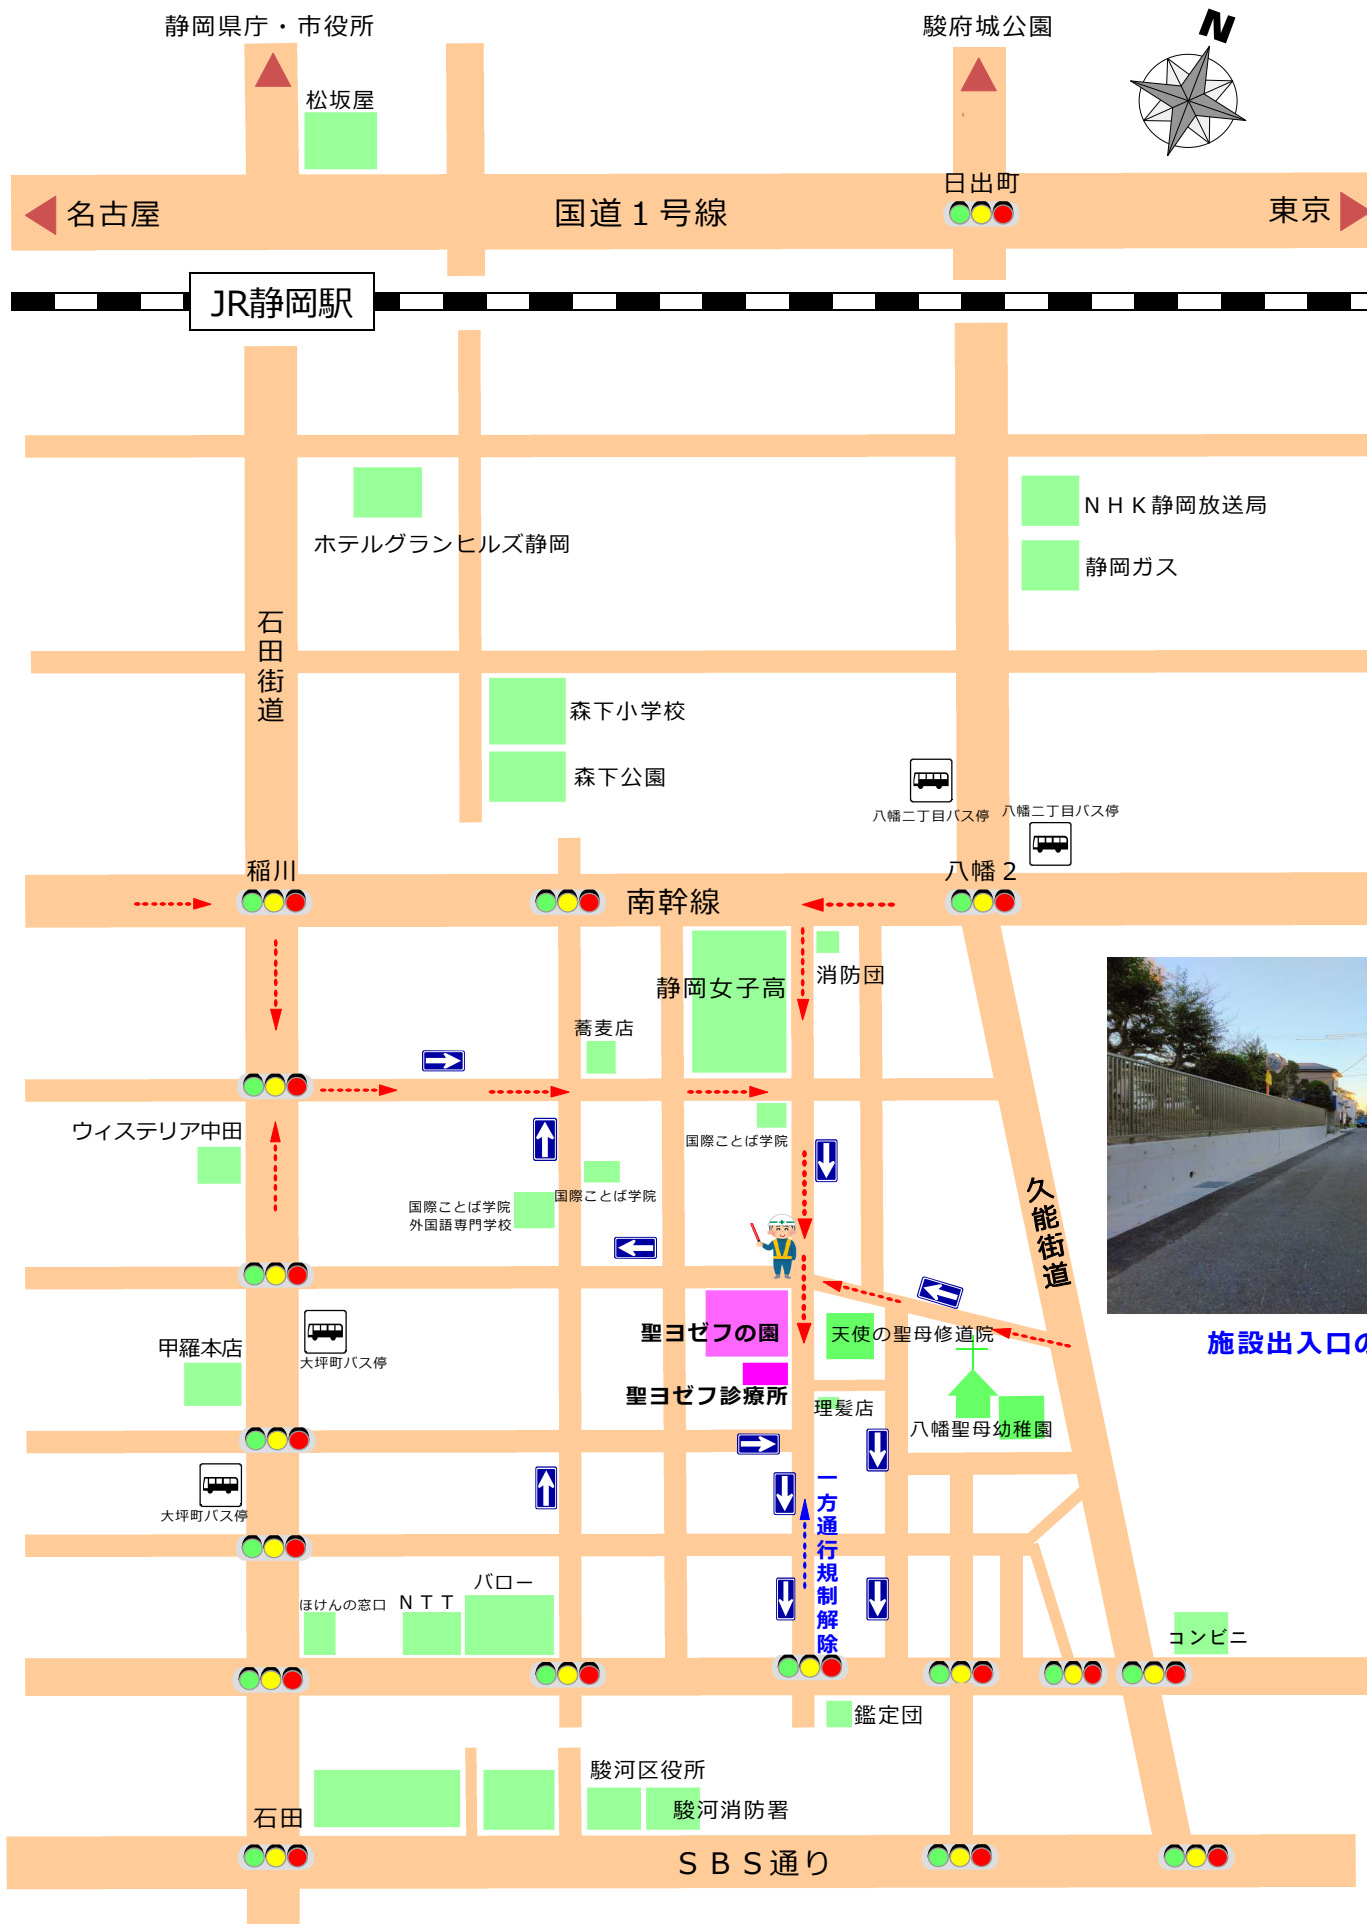 静岡県庁・市役所
駿府城公園
N
松坂屋
日出町
名古屋
国道１号線
東京
JR静岡駅
ＮＨＫ静岡放送局
ホテルグランヒルズ静岡
静岡ガス
石田街道
森下小学校
森下公園
八幡二丁目バス停
八幡二丁目バス停
稲川
八幡２
南幹線
消防団
静岡女子高
蕎麦店
ウィステリア中田
国際ことば学院
国際ことば学院
国際ことば学院
外国語専門学校
久能街道
聖ヨゼフの園
天使の聖母修道院
甲羅本店
大坪町バス停
施設出入口の
聖ヨゼフ診療所
理髪店
八幡聖母幼稚園
大坪町バス停
一方通行規制解除
バロー
ほけんの窓口
ＮＴＴ
コンビニ
鑑定団
駿河区役所
駿河消防署
石田
ＳＢＳ通り